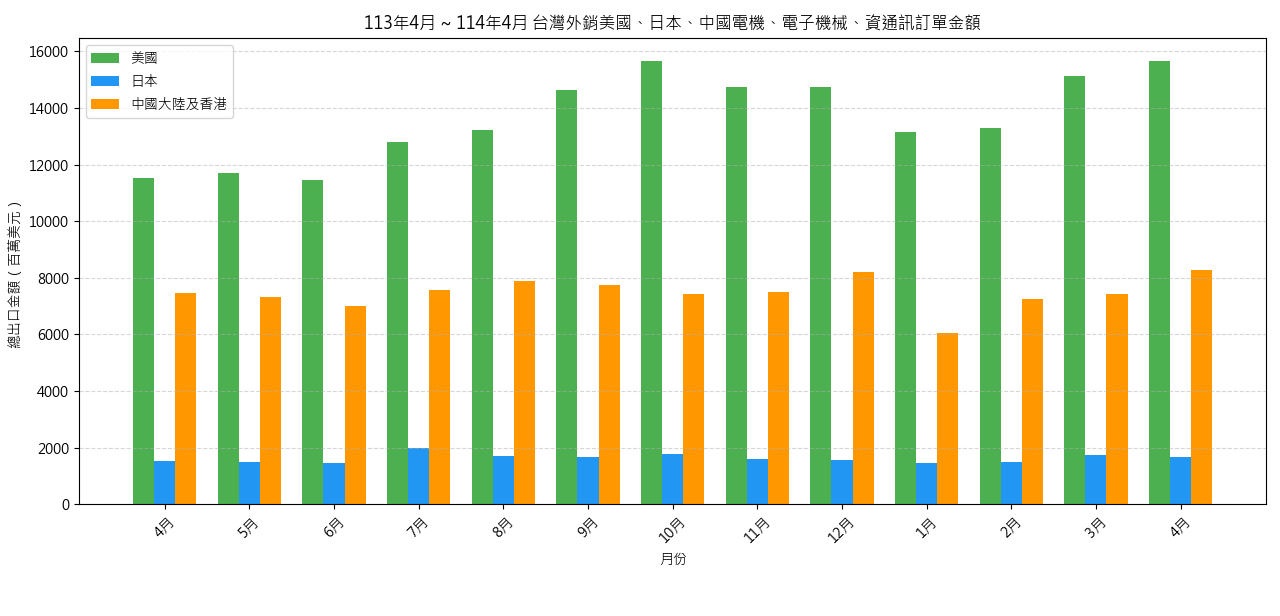 113年4月 ~ 114年4月 台灣外銷美國、日本、中國電機、電子機械、資通訊訂單金額
美國
日本
中國大陸及香港
總出口金額 ( 百萬美元 )
16000
14000
12000
10000
8000
6000
4000
2000
0
4月 5月 6月 7月 8月 9月 10月 11月 12月 1月 2月 3月 4月
月份